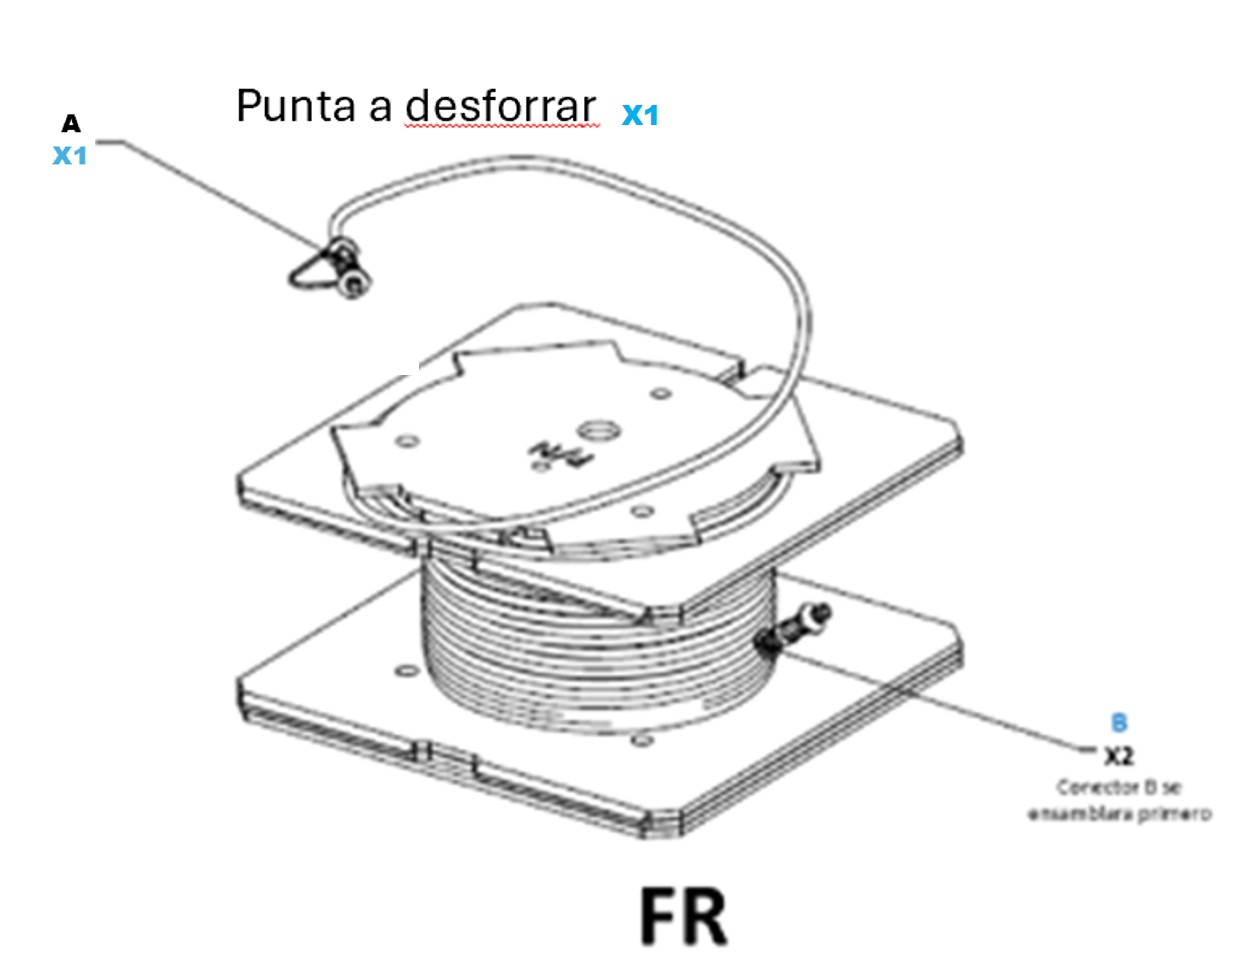 Punta a desforrar X1
A
X1
B
X2
Conector B se
ensamblara primero
FR